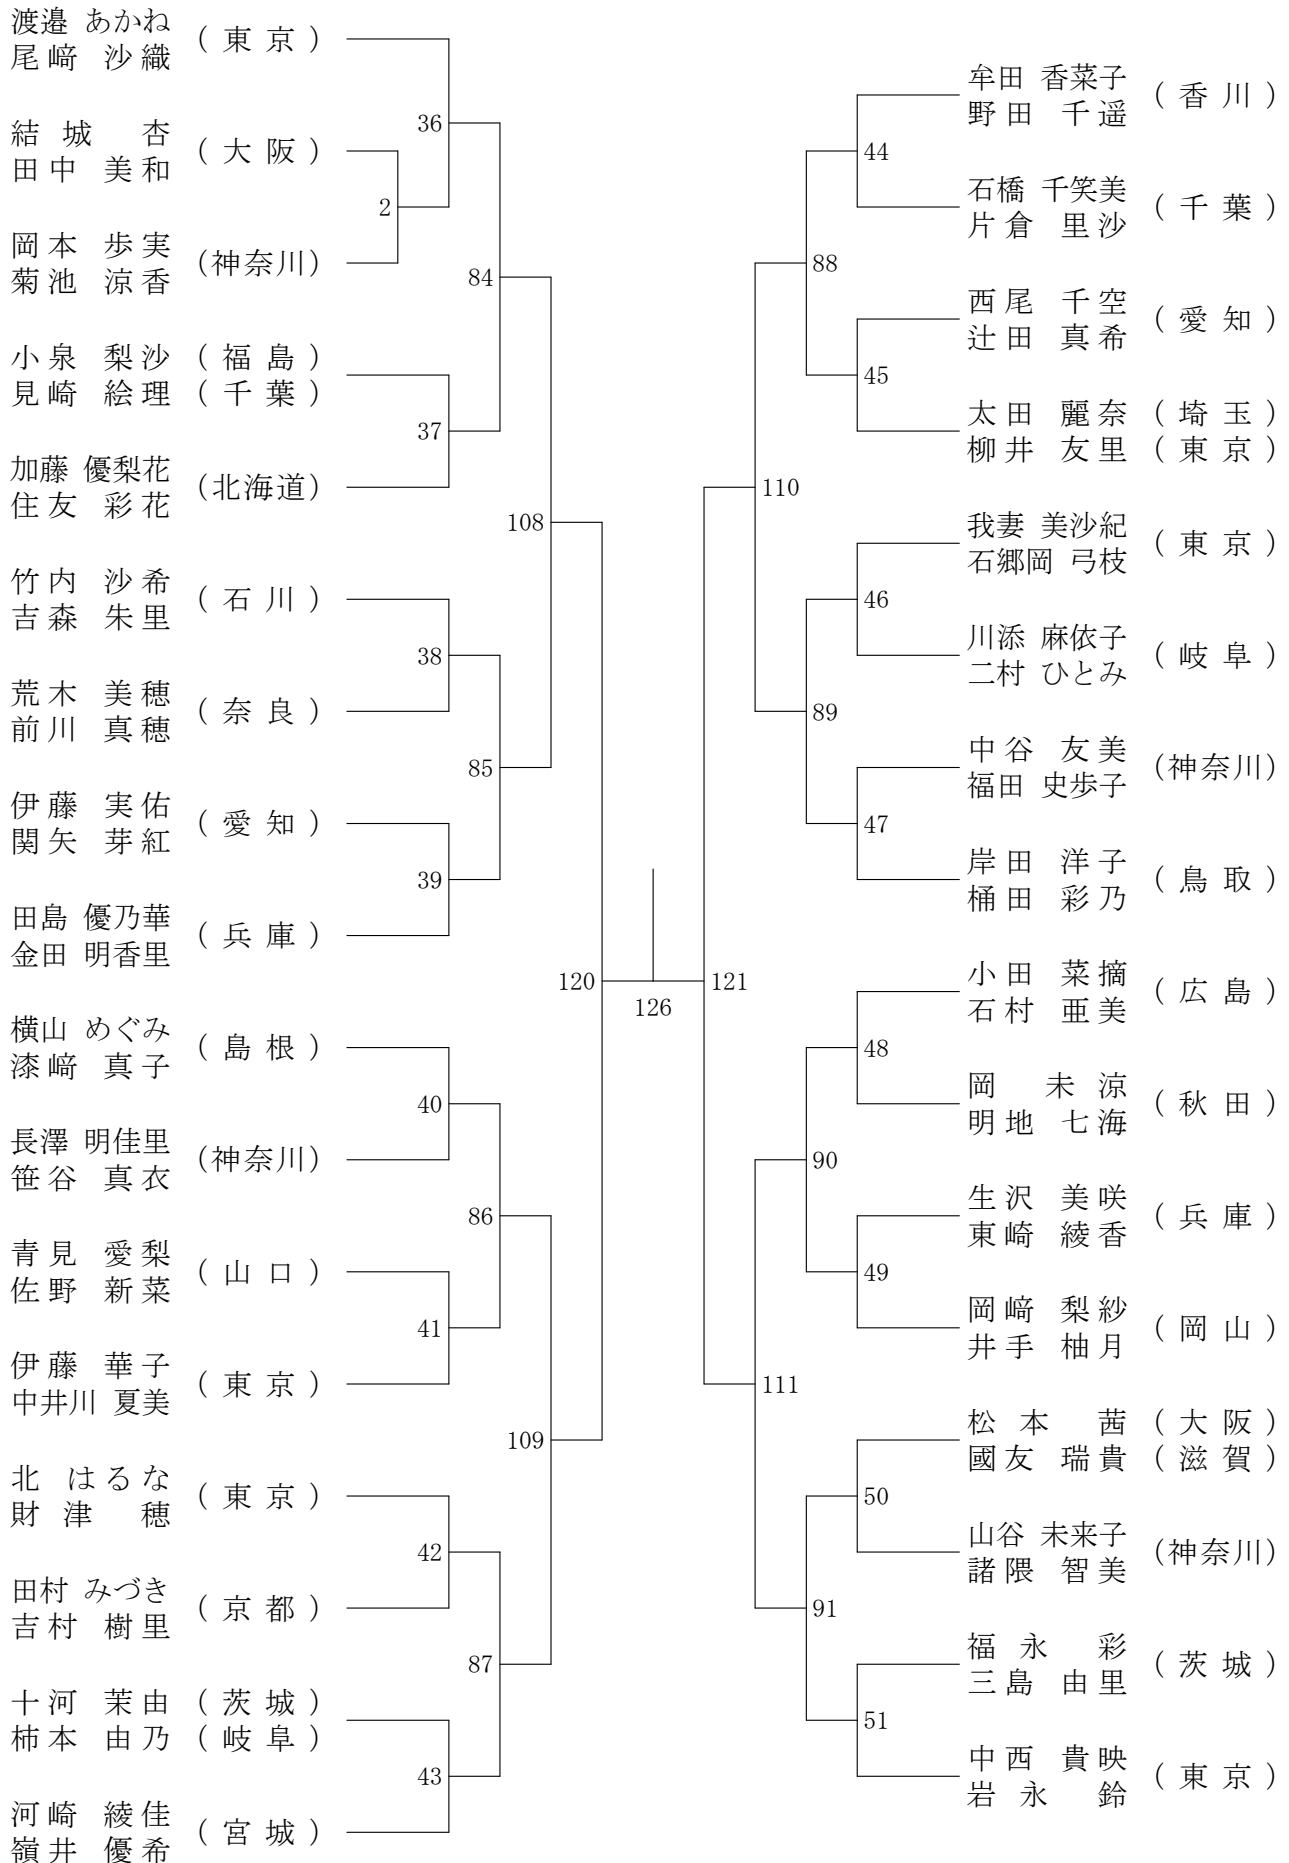 渡邉 あかね (東京)
尾﨑 沙織
結城 杏 (大阪)
田中 美和
岡本 歩実 (神奈川)
菊池 涼香
小泉 梨沙 (福島)
見崎 絵理 (千葉)
加藤 優梨花 (北海道)
住友 彩花
竹内 沙希 (石川)
吉森 朱里
荒木 美穂 (奈良)
前川 真穂
伊藤 実佑 (愛知)
関矢 芽紅
田島 優乃華 (兵庫)
金田 明香里
横山 めぐみ (島根)
漆﨑 真子
長澤 明佳里 (神奈川)
笹谷 真衣
青見 愛梨 (山口)
佐野 新菜
伊藤 華子 (東京)
中井川 夏美
北 はるな (東京)
財津 穂
田村 みづき (京都)
吉村 樹里
十河 茉由 (茨城)
柿本 由乃 (岐阜)
河崎 綾佳 (宮城)
嶺井 優希
36
2
84
37
108
38
85
39
120
40
86
41
109
42
87
43
126
121
44
88
45
110
46
89
47
48
90
49
111
50
91
51
牟田 香菜子 (香川)
野田 千遥
石橋 千笑美 (千葉)
片倉 里沙
西尾 千空 (愛知)
辻田 真希
太田 麗奈 (埼玉)
柳井 友里 (東京)
我妻 美沙紀 (東京)
石郷岡 弓枝
川添 麻依子 (岐阜)
二村 ひとみ
中谷 友美 (神奈川)
福田 史歩子
岸田 洋子 (鳥取)
桶田 彩乃
小田 菜摘 (広島)
石村 亜美
岡 未涼 (秋田)
明地 七海
生沢 美咲 (兵庫)
東崎 綾香
岡﨑 梨紗 (岡山)
井手 柚月
松本 茜 (大阪)
國友 瑞貴 (滋賀)
山谷 未来子 (神奈川)
諸隈 智美
福永 彩 (茨城)
三島 由里
中西 貴映 (東京)
岩永 鈴